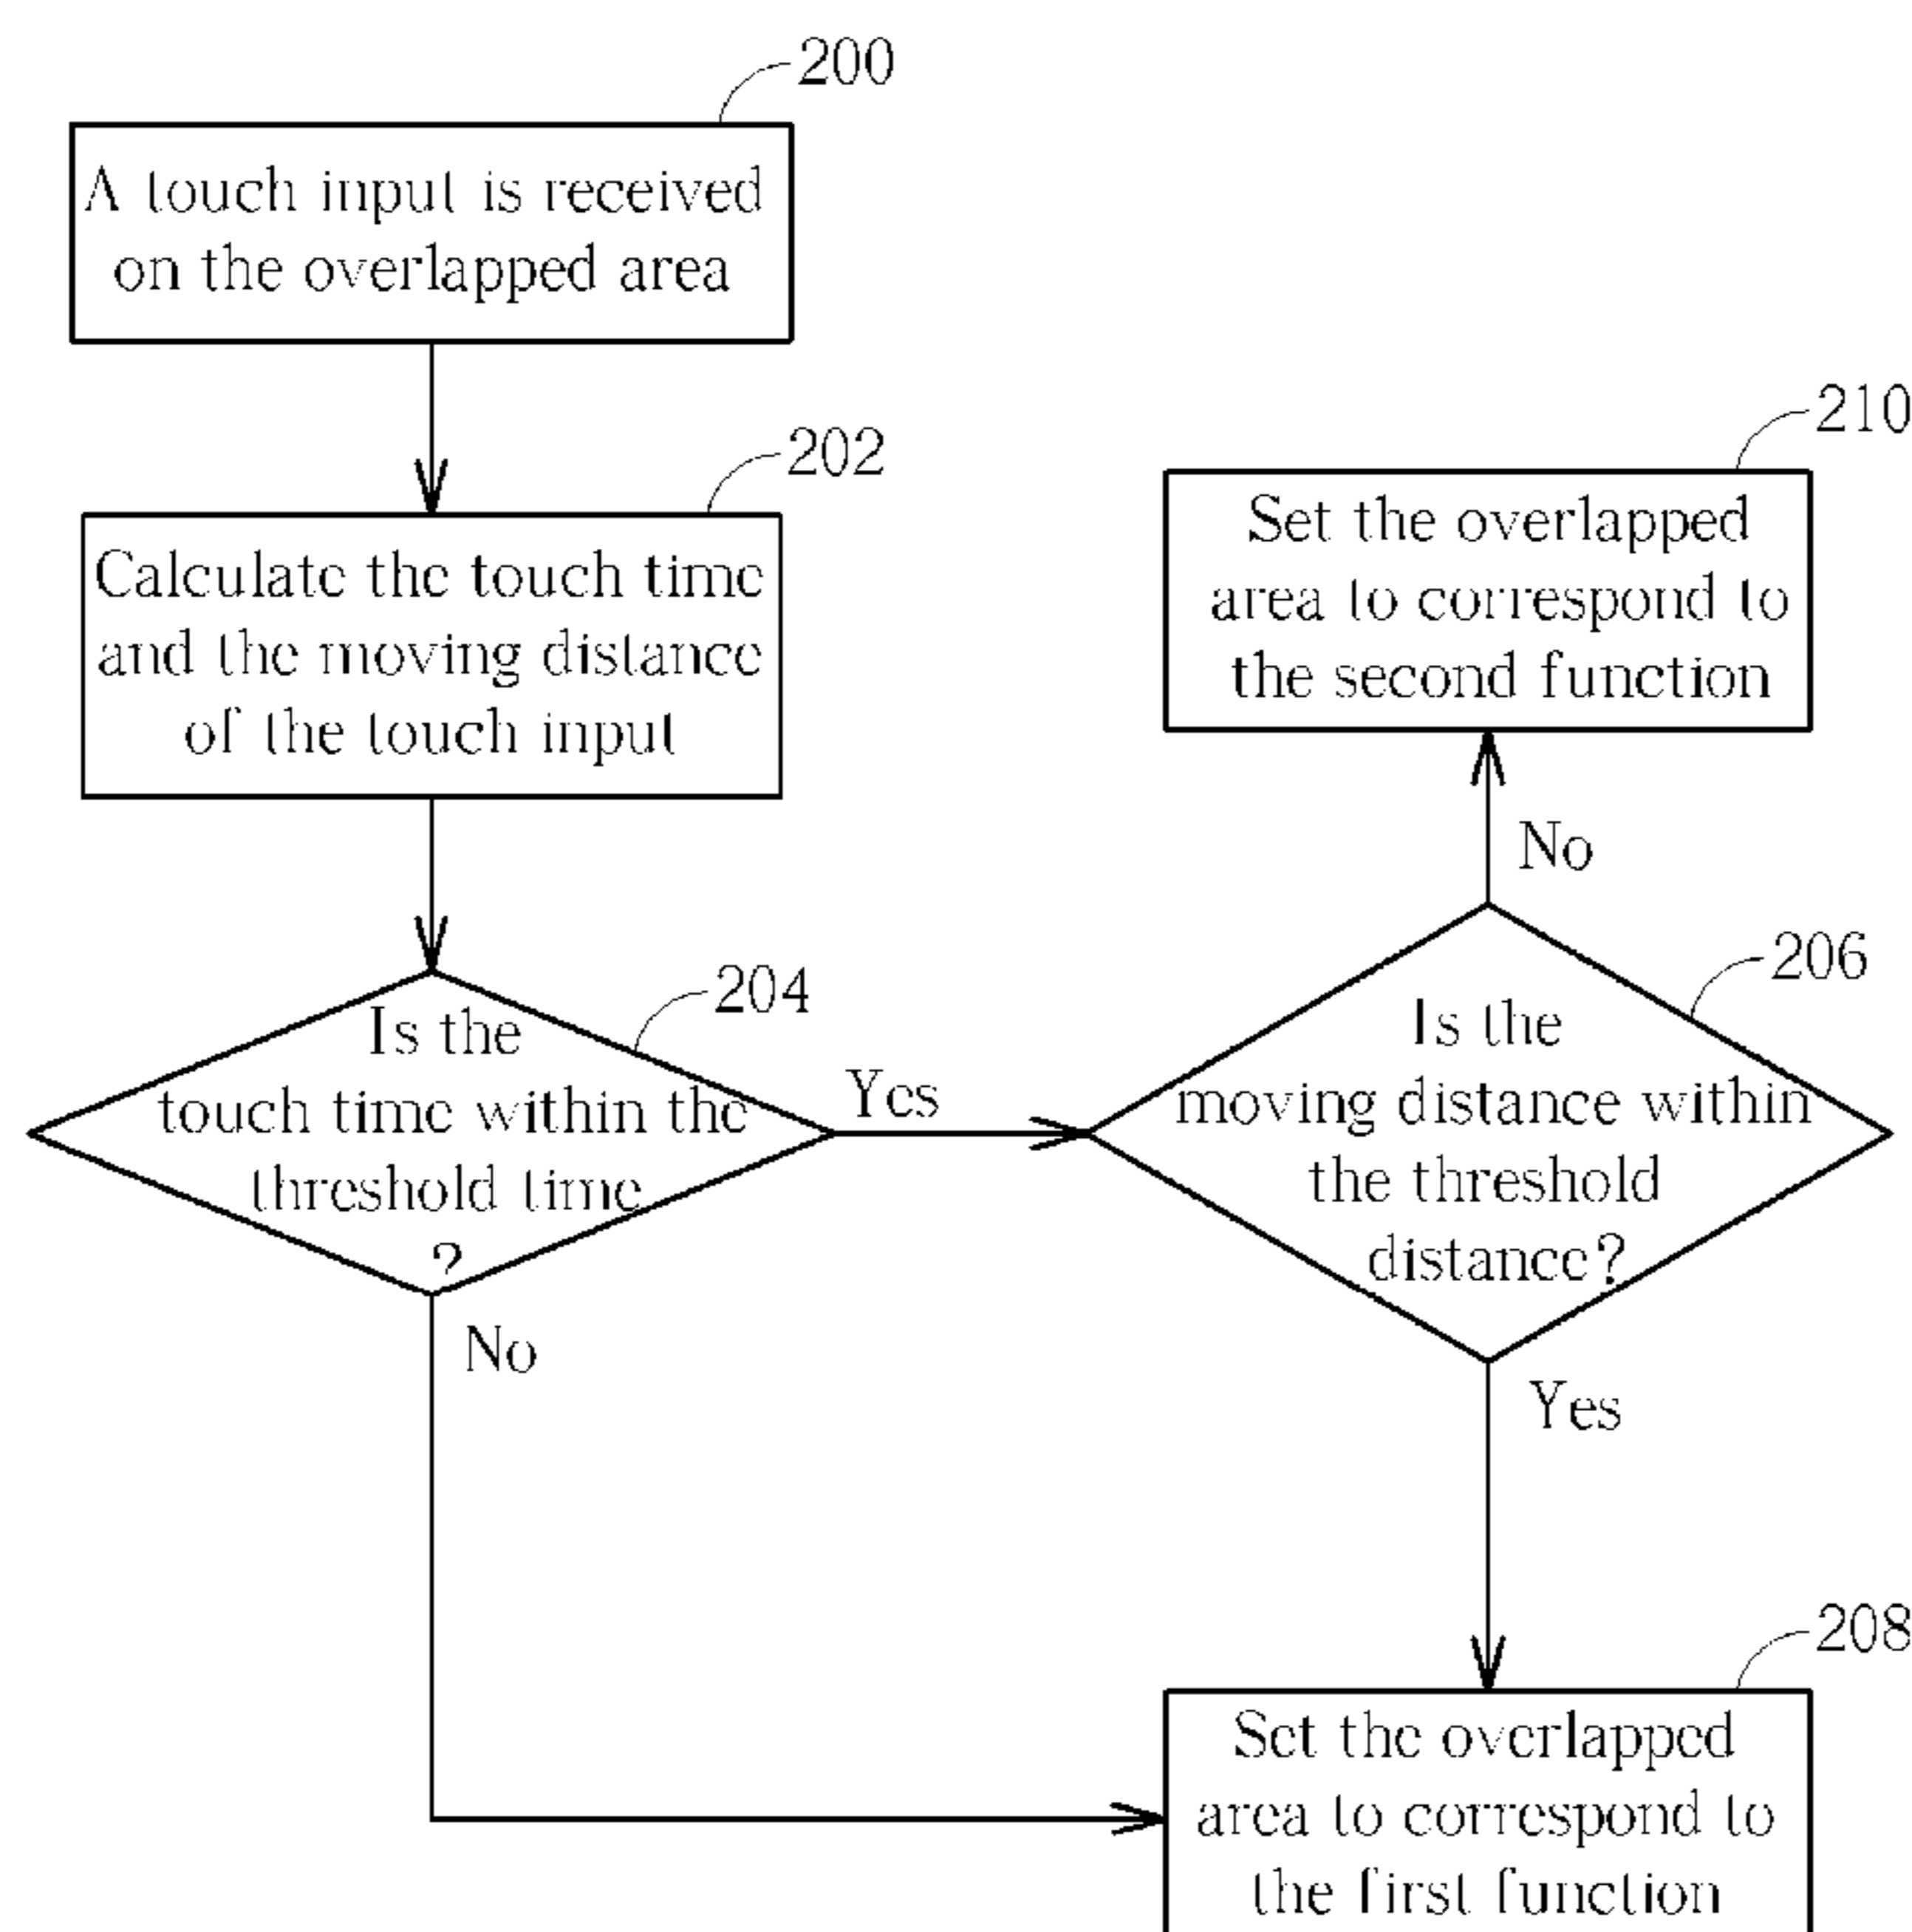 200
A touch input is received
on the overlapped area
202
Calculate the touch time
and the moving distance
of the touch input
204
Is the
touch time within the
threshold time
?
Yes
No
206
Is the
moving distance within
the threshold
distance?
No
210
Set the overlapped
area to correspond to
the second function
Yes
208
Set the overlapped
area to correspond to
the first function